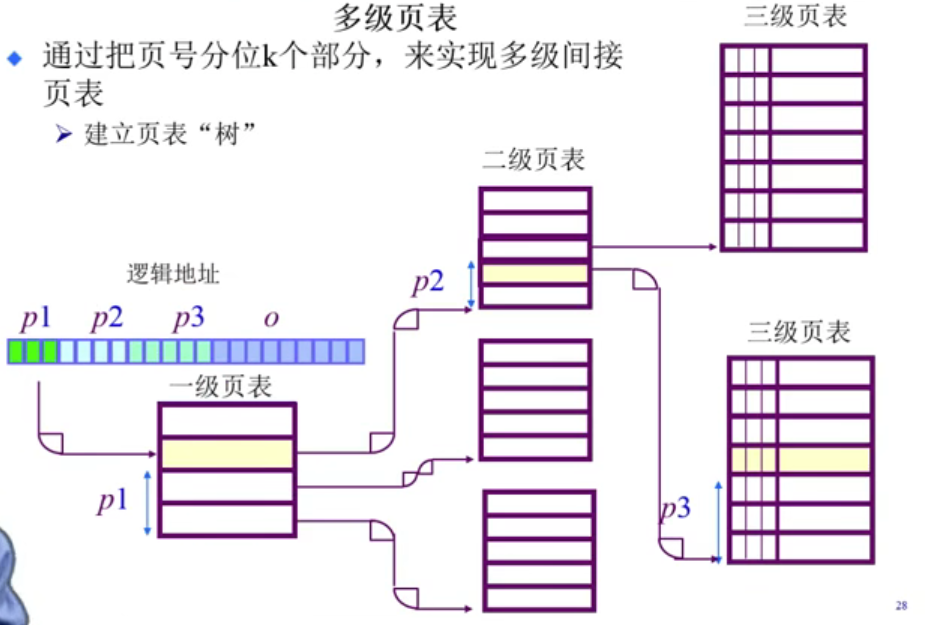 多级页表
通过把页号分位k个部分，来实现多级间接
页表
建立页表“树”
三级页表
二级页表
逻辑地址
p1 p2 p3 o
p2
一级页表
三级页表
p1
p3
28